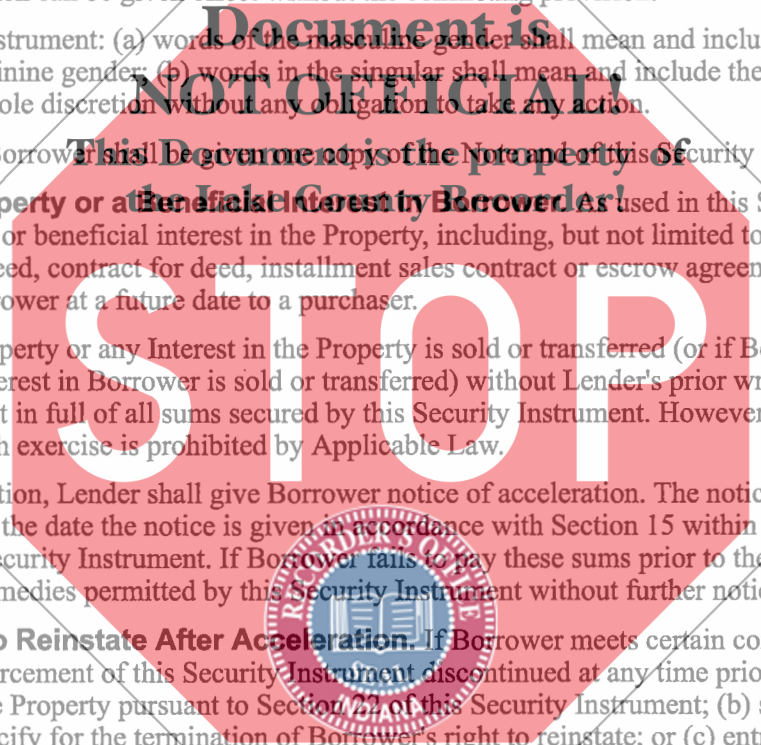 Document is
strument: (a) words of the masculine gender shall mean and inclu
inine gender; (b) words in the singular shall mean and include the
NOT OFFICIAL!
ole discretion without any obligation to take any action.
Borrower shall be given one copy of the Note and of this Security
This Document is the property of
the Lake County Recorder!
perty or a Beneficial Interest in Borrower. As used in this S
or beneficial interest in the Property, including, but not limited to
eed, contract for deed, installment sales contract or escrow agreem
rower at a future date to a purchaser.
STOP
perty or any Interest in the Property is sold or transferred (or if Bo
erest in Borrower is sold or transferred) without Lender's prior wr
t in full of all sums secured by this Security Instrument. However
h exercise is prohibited by Applicable Law.
tion, Lender shall give Borrower notice of acceleration. The notic
the date the notice is given in accordance with Section 15 within
ecurity Instrument. If Borrower fails to pay these sums prior to the
medies permitted by this Security Instrument without further notic
RECORDER'S OFFICE
SEAL
INDIANA
o Reinstate After Acceleration. If Borrower meets certain co
rcement of this Security Instrument discontinued at any time prio
e Property pursuant to Section 22 of this Security Instrument; (b) s
cify for the termination of Borrower's right to reinstate; or (c) entr